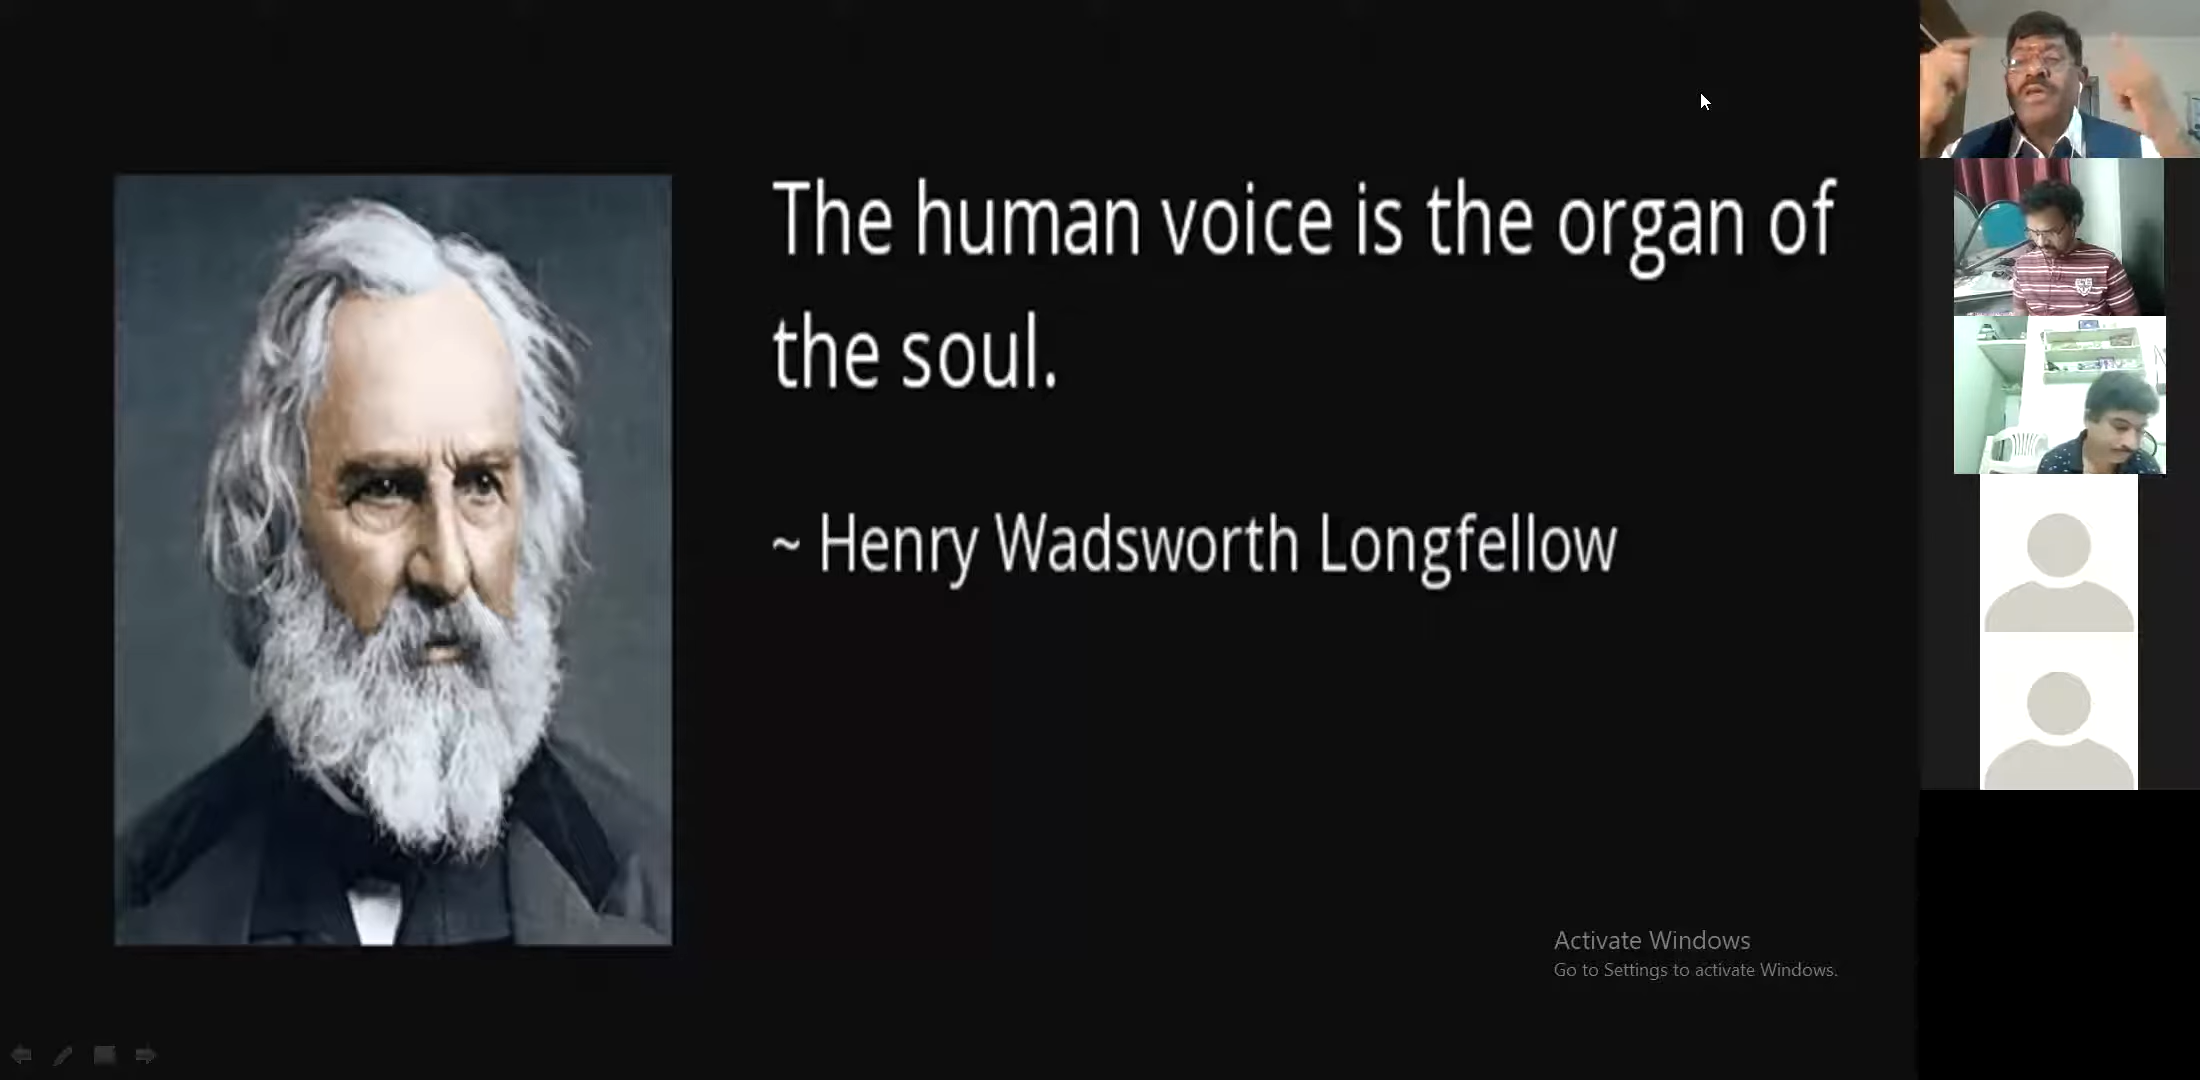 The human voice is the organ of
the soul.
~ Henry Wadsworth Longfellow
Activate Windows
Go to Settings to activate Windows.